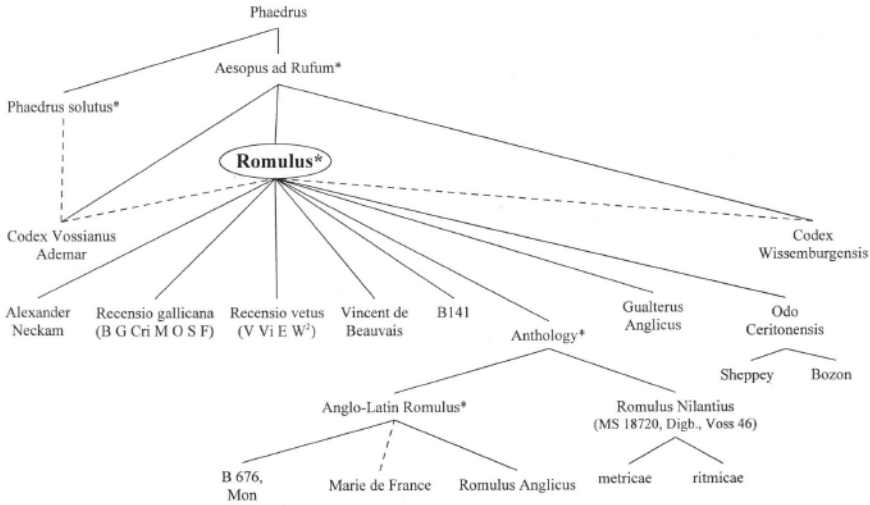 Phaedrus
Aesopus ad Rufum*
Phaedrus solutus*
Romulus*
Codex Vossianus
Ademar
Codex
Wissemburgensis
Alexander
Neckam
Recensio gallicana
(B G Cri M O S F)
Recensio vetus
(V Vi E W²)
Vincent de
Beauvais
B141
Anthology*
Gualterus
Anglicus
Odo
Ceritonensis
Sheppey
Bozon
Anglo-Latin Romulus*
Romulus Nilantius
(MS 18720, Digb., Voss 46)
B 676,
Mon
Marie de France
Romulus Anglicus
metricae
ritmicae